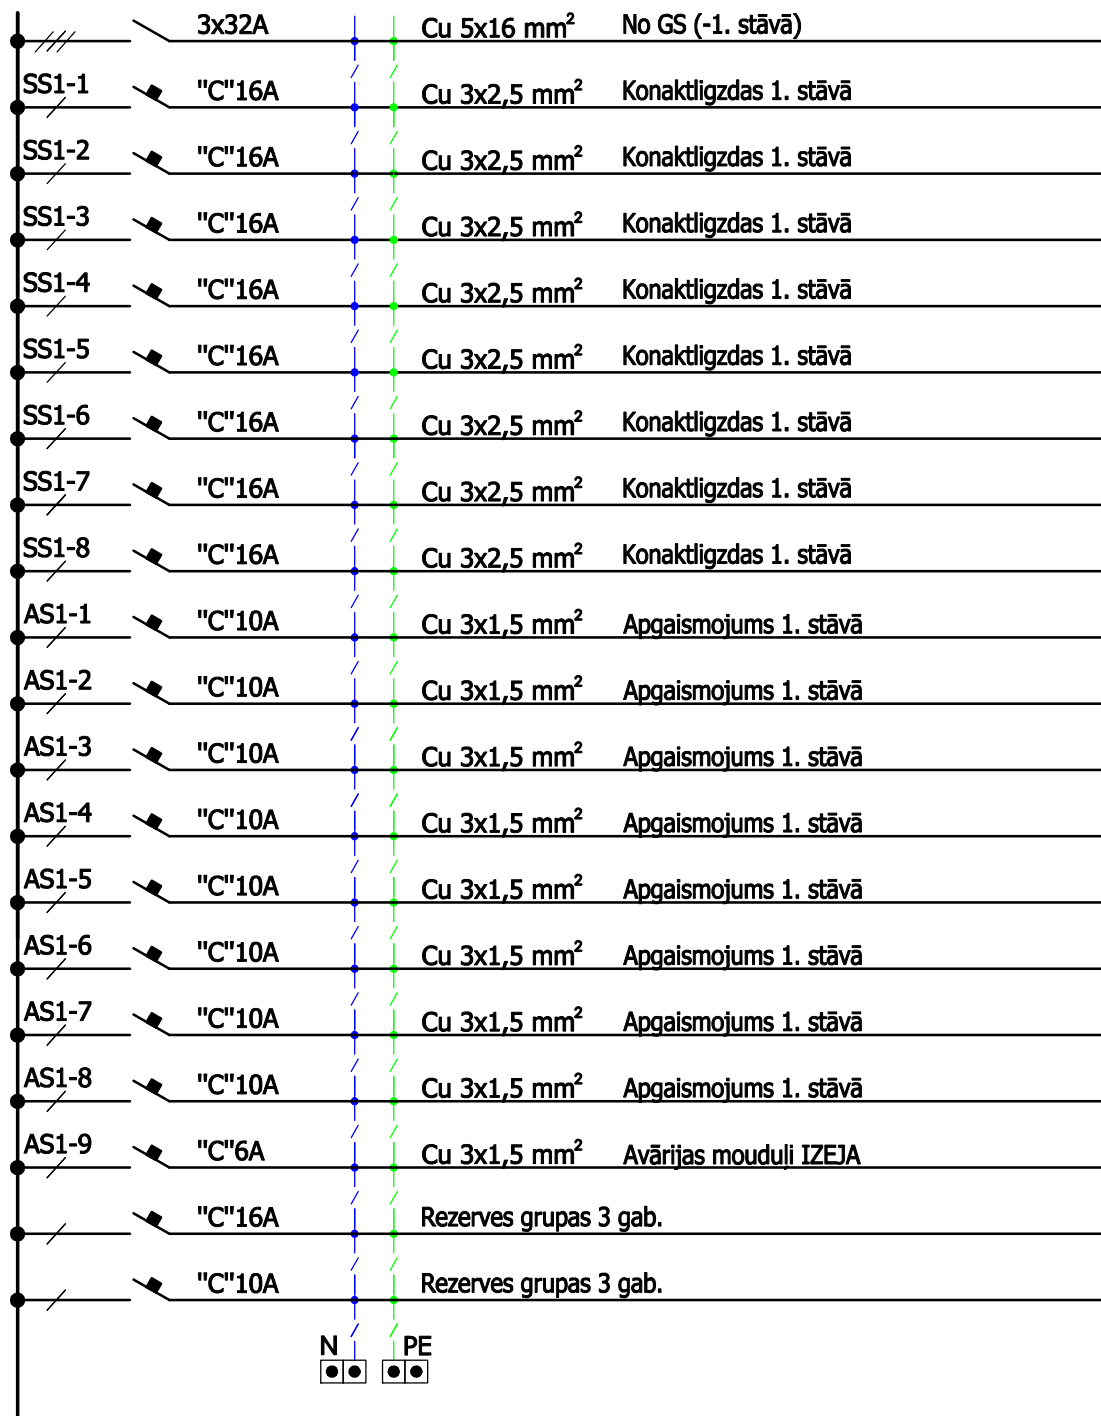 3x32A Cu 5x16 mm² No GS (-1. stāvā)
SS1-1 "C"16A Cu 3x2,5 mm² Konaktligzdas 1. stāvā
SS1-2 "C"16A Cu 3x2,5 mm² Konaktligzdas 1. stāvā
SS1-3 "C"16A Cu 3x2,5 mm² Konaktligzdas 1. stāvā
SS1-4 "C"16A Cu 3x2,5 mm² Konaktligzdas 1. stāvā
SS1-5 "C"16A Cu 3x2,5 mm² Konaktligzdas 1. stāvā
SS1-6 "C"16A Cu 3x2,5 mm² Konaktligzdas 1. stāvā
SS1-7 "C"16A Cu 3x2,5 mm² Konaktligzdas 1. stāvā
SS1-8 "C"16A Cu 3x2,5 mm² Konaktligzdas 1. stāvā
AS1-1 "C"10A Cu 3x1,5 mm² Apgaismojums 1. stāvā
AS1-2 "C"10A Cu 3x1,5 mm² Apgaismojums 1. stāvā
AS1-3 "C"10A Cu 3x1,5 mm² Apgaismojums 1. stāvā
AS1-4 "C"10A Cu 3x1,5 mm² Apgaismojums 1. stāvā
AS1-5 "C"10A Cu 3x1,5 mm² Apgaismojums 1. stāvā
AS1-6 "C"10A Cu 3x1,5 mm² Apgaismojums 1. stāvā
AS1-7 "C"10A Cu 3x1,5 mm² Apgaismojums 1. stāvā
AS1-8 "C"10A Cu 3x1,5 mm² Apgaismojums 1. stāvā
AS1-9 "C"6A Cu 3x1,5 mm² Avārijas mouduļi IZEJA
"C"16A Rezerves grupas 3 gab.
"C"10A Rezerves grupas 3 gab.
N PE